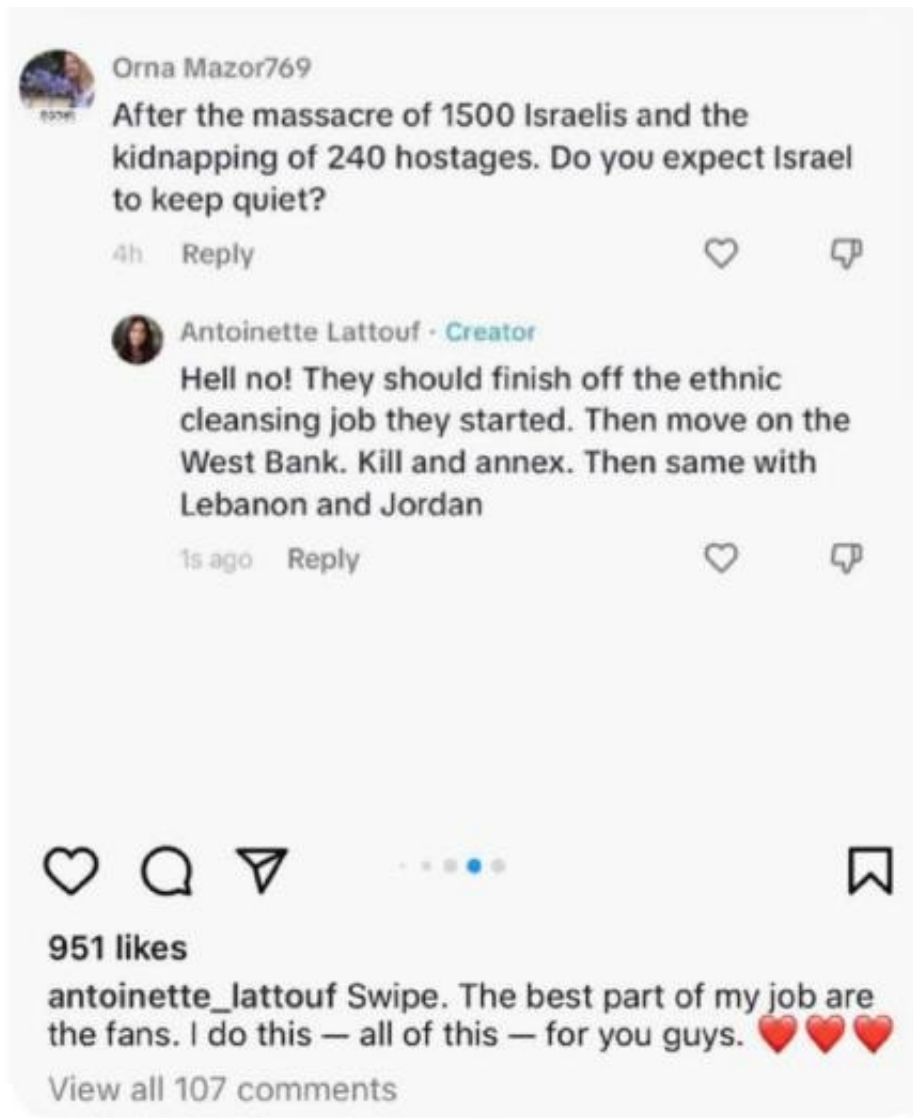 Orna Mazor769
After the massacre of 1500 Israelis and the
kidnapping of 240 hostages. Do you expect Israel
to keep quiet?
4h Reply
Antoinette Lattouf · Creator
Hell no! They should finish off the ethnic
cleansing job they started. Then move on the
West Bank. Kill and annex. Then same with
Lebanon and Jordan
1s ago Reply
951 likes
antoinette_lattouf Swipe. The best part of my job are
the fans. I do this — all of this — for you guys. ❤️❤️❤️
View all 107 comments